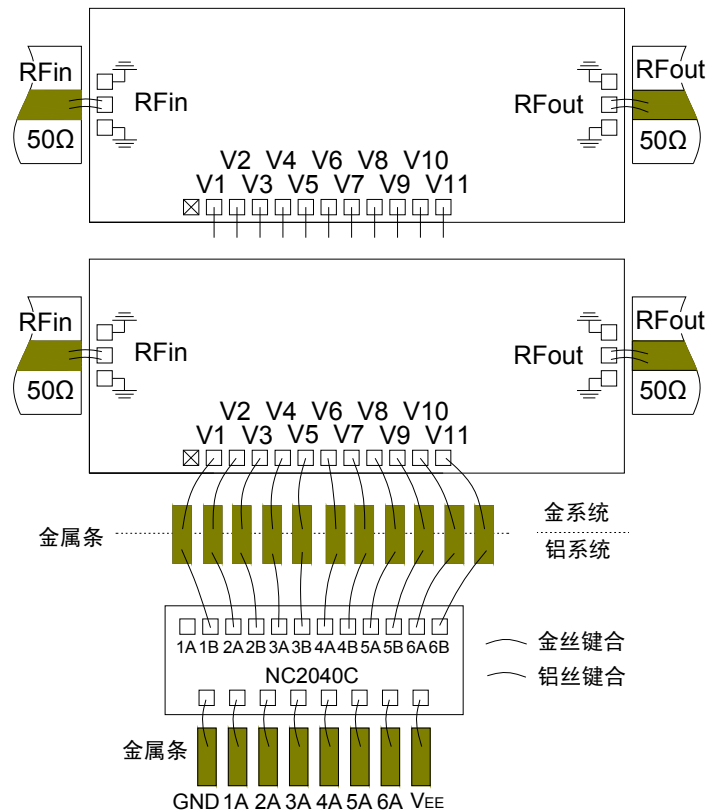 RFin
RFout
RFin
RFout
50Ω
50Ω
V2 V4 V6 V8 V10
V1 V3 V5 V7 V9 V11
RFin
RFout
RFin
RFout
50Ω
50Ω
V2 V4 V6 V8 V10
V1 V3 V5 V7 V9 V11
金属条
金系统
铝系统
1A 1B 2A 2B 3A 3B 4A 4B 5A 5B 6A 6B
金丝键合
NC2040C
铝丝键合
金属条
GND 1A 2A 3A 4A 5A 6A VEE